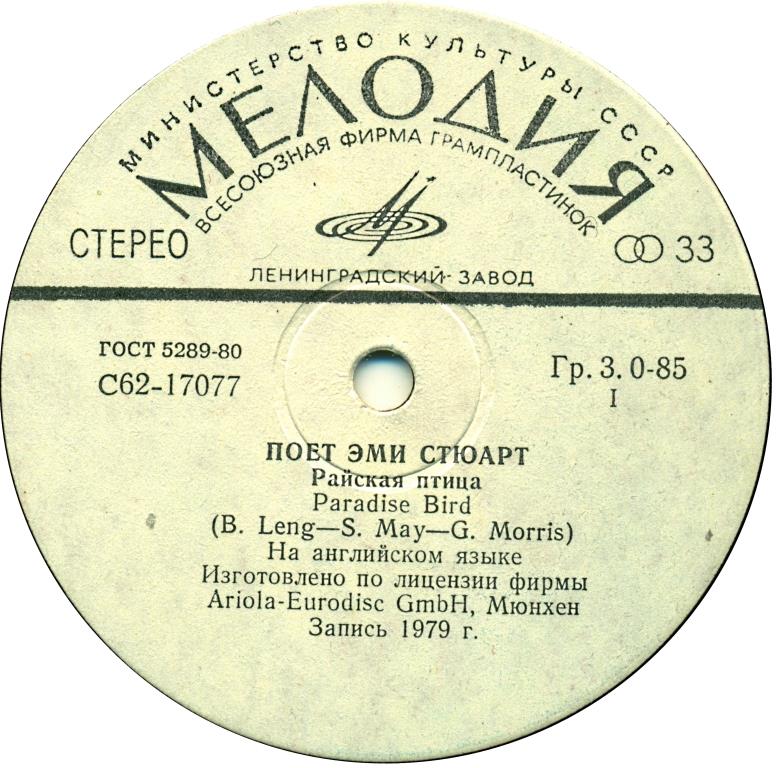 МИНИСТЕРСТВО КУЛЬТУРЫ СССР
МЕЛОДИЯ
ВСЕСОЮЗНАЯ ФИРМА ГРАМПЛАСТИНОК
СТЕРЕО
33
ЛЕНИНГРАДСКИЙ ЗАВОД
ГОСТ 5289-80
С62-17077
Гр. 3. 0-85
I
ПОЕТ ЭМИ СТЮАРТ
Райская птица
Paradise Bird
(B. Leng—S. May—G. Morris)
На английском языке
Изготовлено по лицензии фирмы
Ariola-Eurodisc GmbH, Мюнхен
Запись 1979 г.